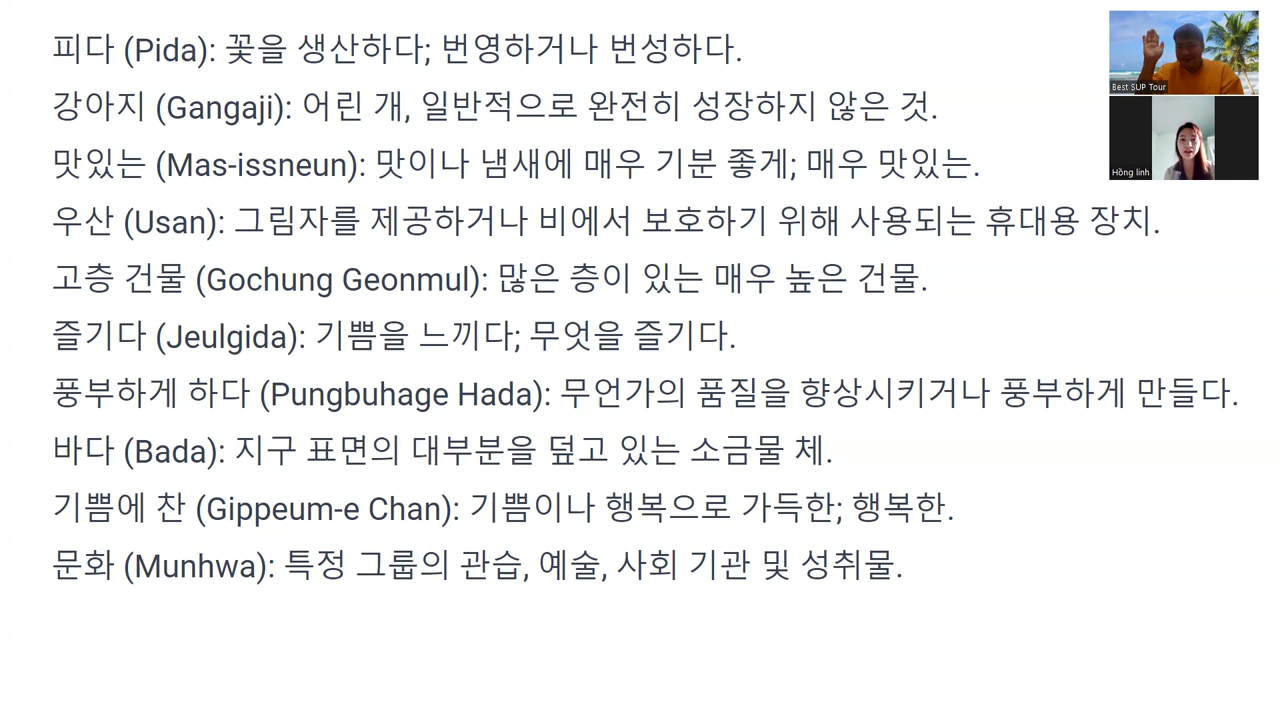 피다 (Pida): 꽃을 생산하다; 번영하거나 번성하다.
강아지 (Gangaji): 어린 개, 일반적으로 완전히 성장하지 않은 것.
맛있는 (Mas-issneun): 맛이나 냄새에 매우 기분 좋게; 매우 맛있는.
우산 (Usan): 그림자를 제공하거나 비에서 보호하기 위해 사용되는 휴대용 장치.
고층 건물 (Gochung Geonmul): 많은 층이 있는 매우 높은 건물.
즐기다 (Jeulgida): 기쁨을 느끼다; 무엇을 즐기다.
풍부하게 하다 (Pungbuhage Hada): 무언가의 품질을 향상시키거나 풍부하게 만들다.
바다 (Bada): 지구 표면의 대부분을 덮고 있는 소금물 체.
기쁨에 찬 (Gippeum-e Chan): 기쁨이나 행복으로 가득한; 행복한.
문화 (Munhwa): 특정 그룹의 관습, 예술, 사회 기관 및 성취물.
Best SUP Tour
Hồng linh